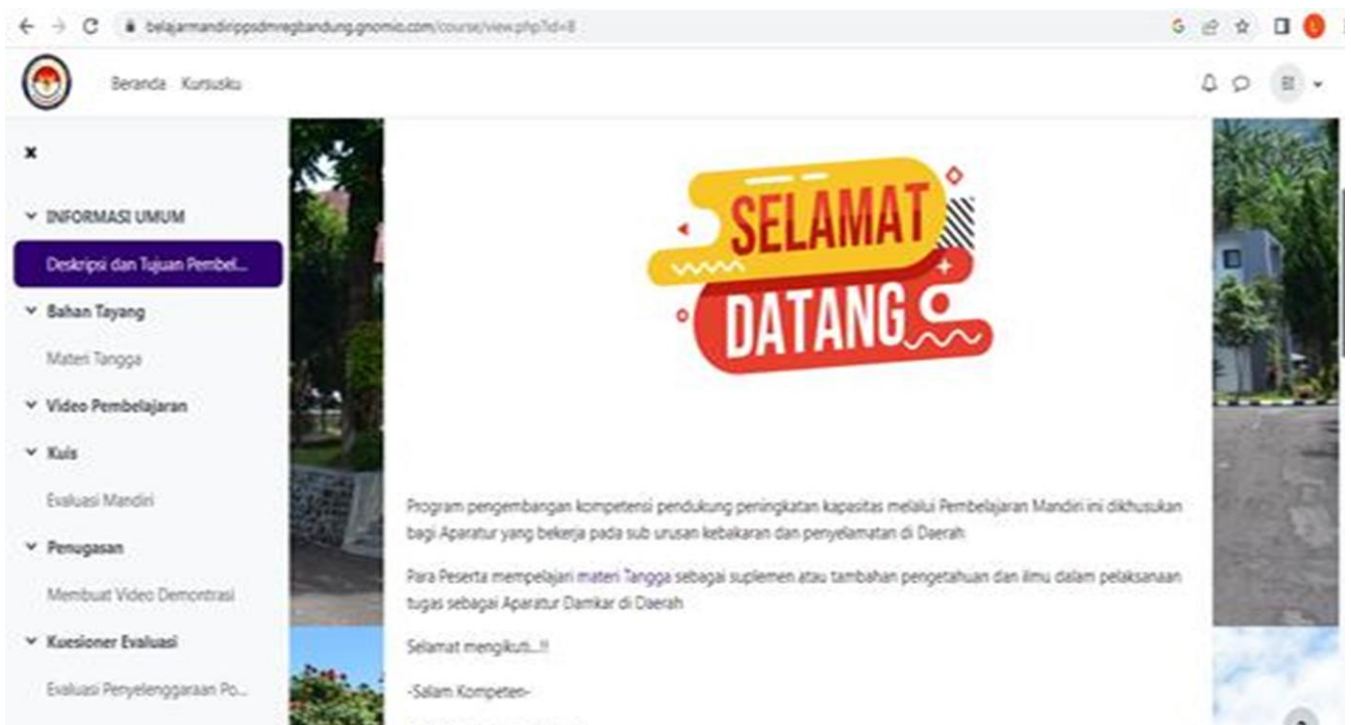 belajarmandirippsdmregbandung.gnomio.com/course/view.php?id=8
Beranda Kursusku
INFORMASI UMUM
Deskripsi dan Tujuan Pembel...
Bahan Tayang
Materi Tangga
Video Pembelajaran
Kuis
Evaluasi Mandiri
Penugasan
Membuat Video Demontrasi
Kuesioner Evaluasi
Evaluasi Penyelenggaraan Po...
SELAMAT
DATANG
Program pengembangan kompetensi pendukung peningkatan kapasitas melalui Pembelajaran Mandiri ini dikhusukan
bagi Aparatur yang bekerja pada sub urusan kebakaran dan penyelamatan di Daerah
Para Peserta mempelajari materi Tangga sebagai suplemen atau tambahan pengetahuan dan ilmu dalam pelaksanaan
tugas sebagai Aparatur Damkar di Daerah
Selamat mengikuti...!!
-Salam Kompeten-